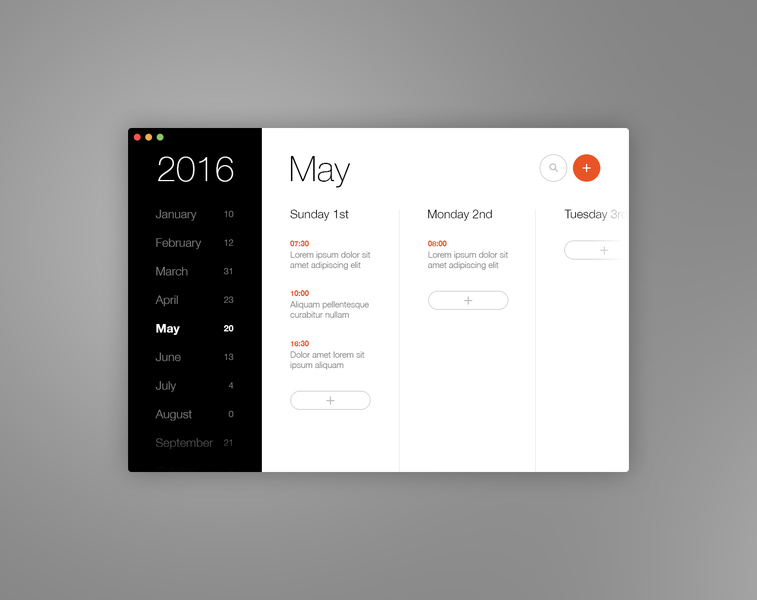 2016
January 10
February 12
March 31
April 23
May 20
June 13
July 4
August 0
September 21
May
Sunday 1st
07:30
Lorem ipsum dolor sit
amet adipiscing elit
10:00
Aliquam pellentesque
curabitur nullam
16:30
Dolor amet lorem sit
ipsum aliquam
Monday 2nd
08:00
Lorem ipsum dolor sit
amet adipiscing elit
Tuesday 3rd